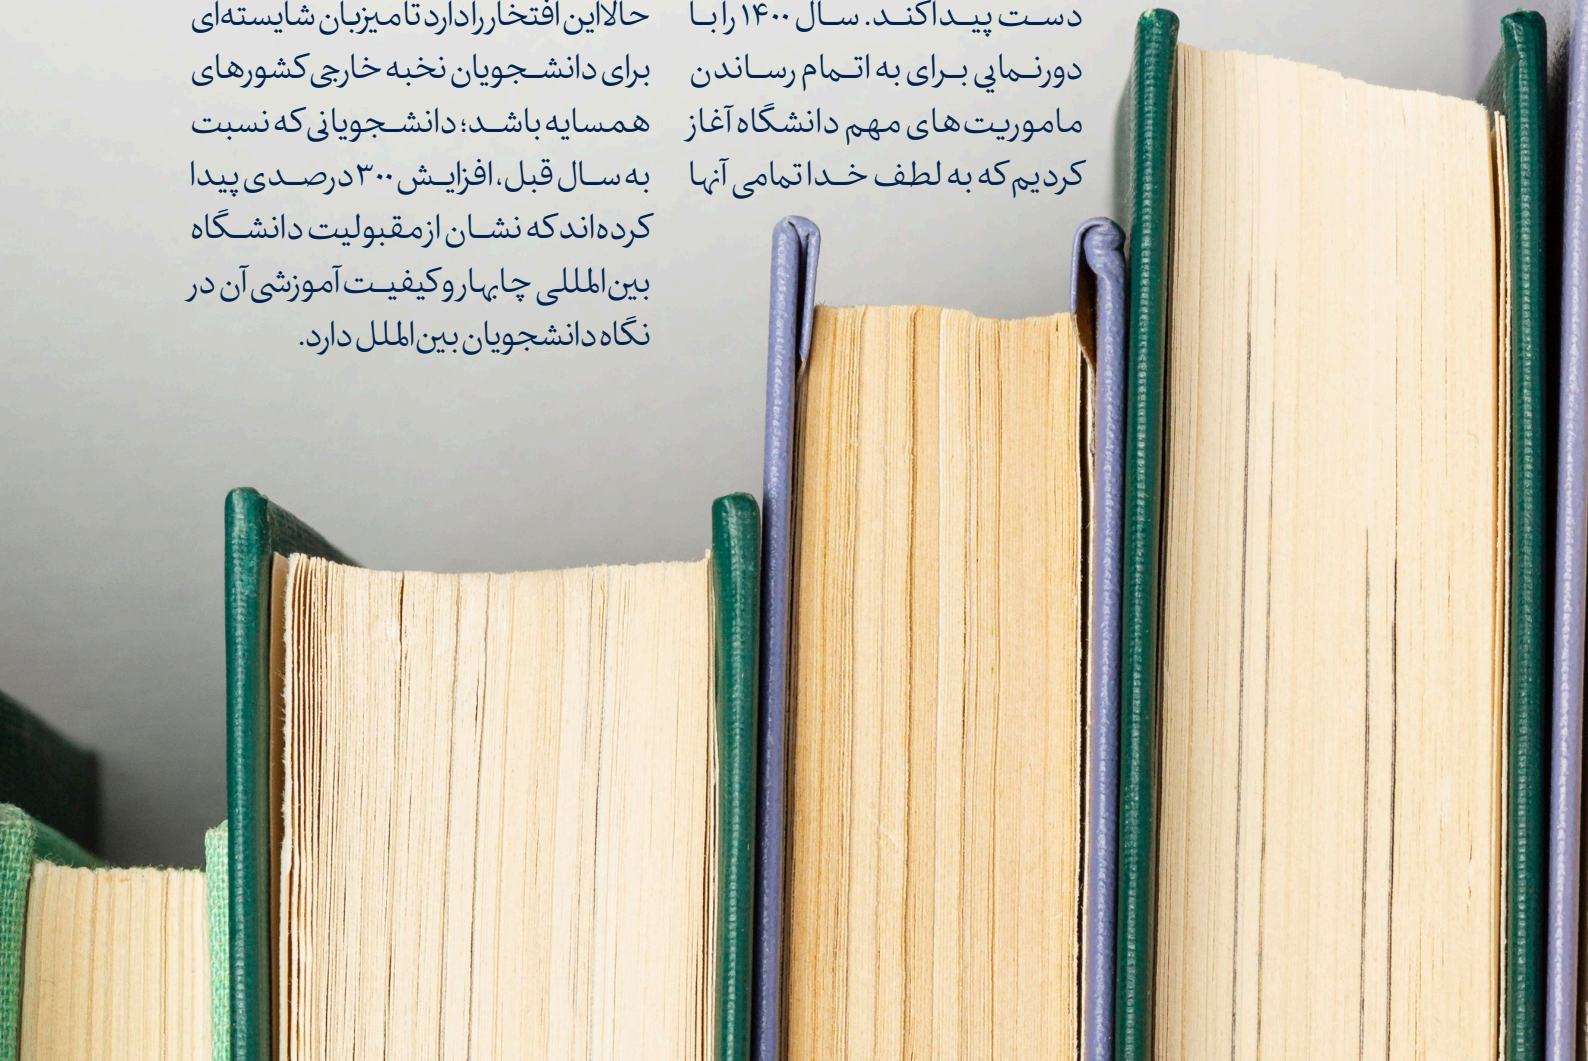 دست پیدا کند. سال ۱۴۰۰ را با
دورنمایی برای به اتمام رساندن
ماموریت‌های مهم دانشگاه آغاز
کردیم که به لطف خدا تمامی آنها
حالا این افتخار را دارد تا میزبان شایسته‌ای
برای دانشجویان نخبه خارجی کشورهای
همسایه باشد؛ دانشجویانی که نسبت
به سال قبل، افزایش ۳۰۰ درصدی پیدا
کرده‌اند که نشان از مقبولیت دانشگاه
بین‌المللی چابهار و کیفیت آموزشی آن در
نگاه دانشجویان بین‌الملل دارد.